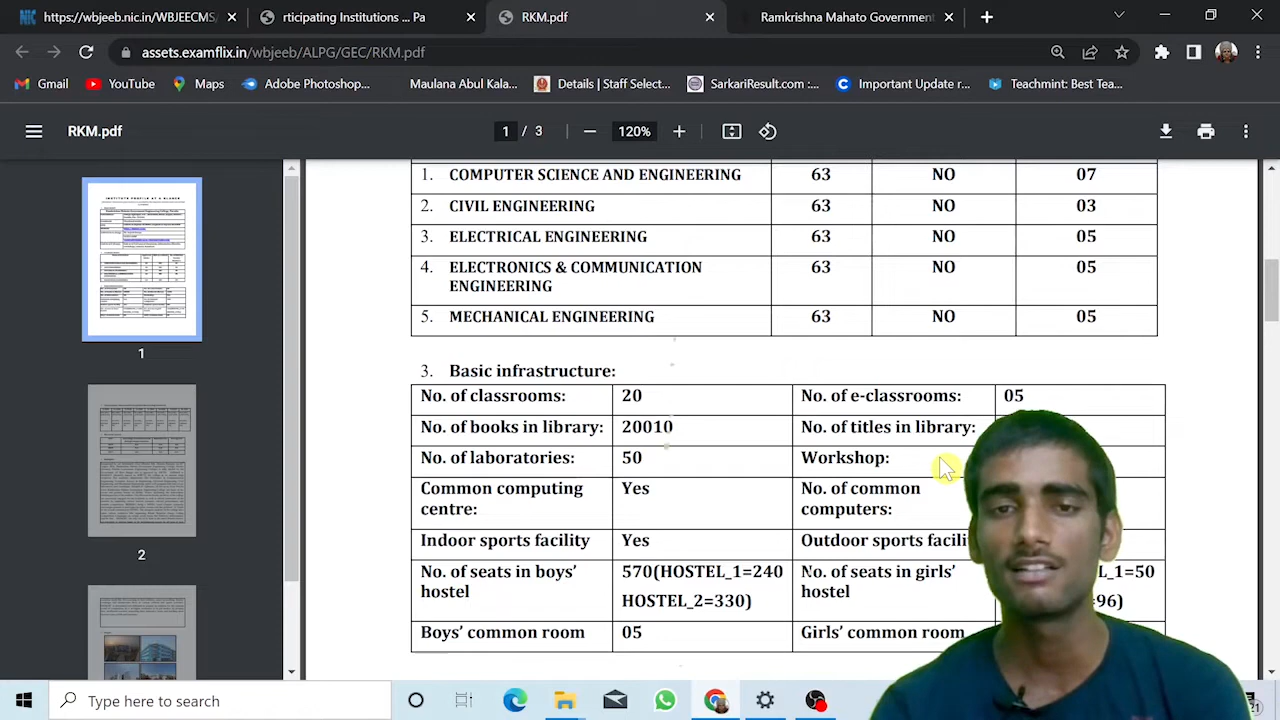 https://wbjeeb.nic.in/WBJEECMS/
rticipating Institutions ... Pa
RKM.pdf
Ramkrishna Mahato Government
assets.examflix.in/wbjeeb/ALPG/GEC/RKM.pdf
Gmail
YouTube
Maps
Adobe Photoshop...
Maulana Abul Kala...
Details | Staff Select...
SarkariResult.com :...
Important Update r...
Teachmint: Best Tea...
RKM.pdf
1 / 3
120%
1. COMPUTER SCIENCE AND ENGINEERING 63 NO 07
2. CIVIL ENGINEERING 63 NO 03
3. ELECTRICAL ENGINEERING 63 NO 05
4. ELECTRONICS & COMMUNICATION 63 NO 05
ENGINEERING
5. MECHANICAL ENGINEERING 63 NO 05
3. Basic infrastructure:
No. of classrooms: 20 No. of e-classrooms: 05
No. of books in library: 20010 No. of titles in library:
No. of laboratories: 50 Workshop:
Common computing Yes No. of common
centre: computers:
Indoor sports facility Yes Outdoor sports facili
No. of seats in boys' 570(HOSTEL_1=240 No. of seats in girls' L_1=50
hostel HOSTEL_2=330) hostel =96)
Boys' common room 05 Girls' common room
1
2
Type here to search